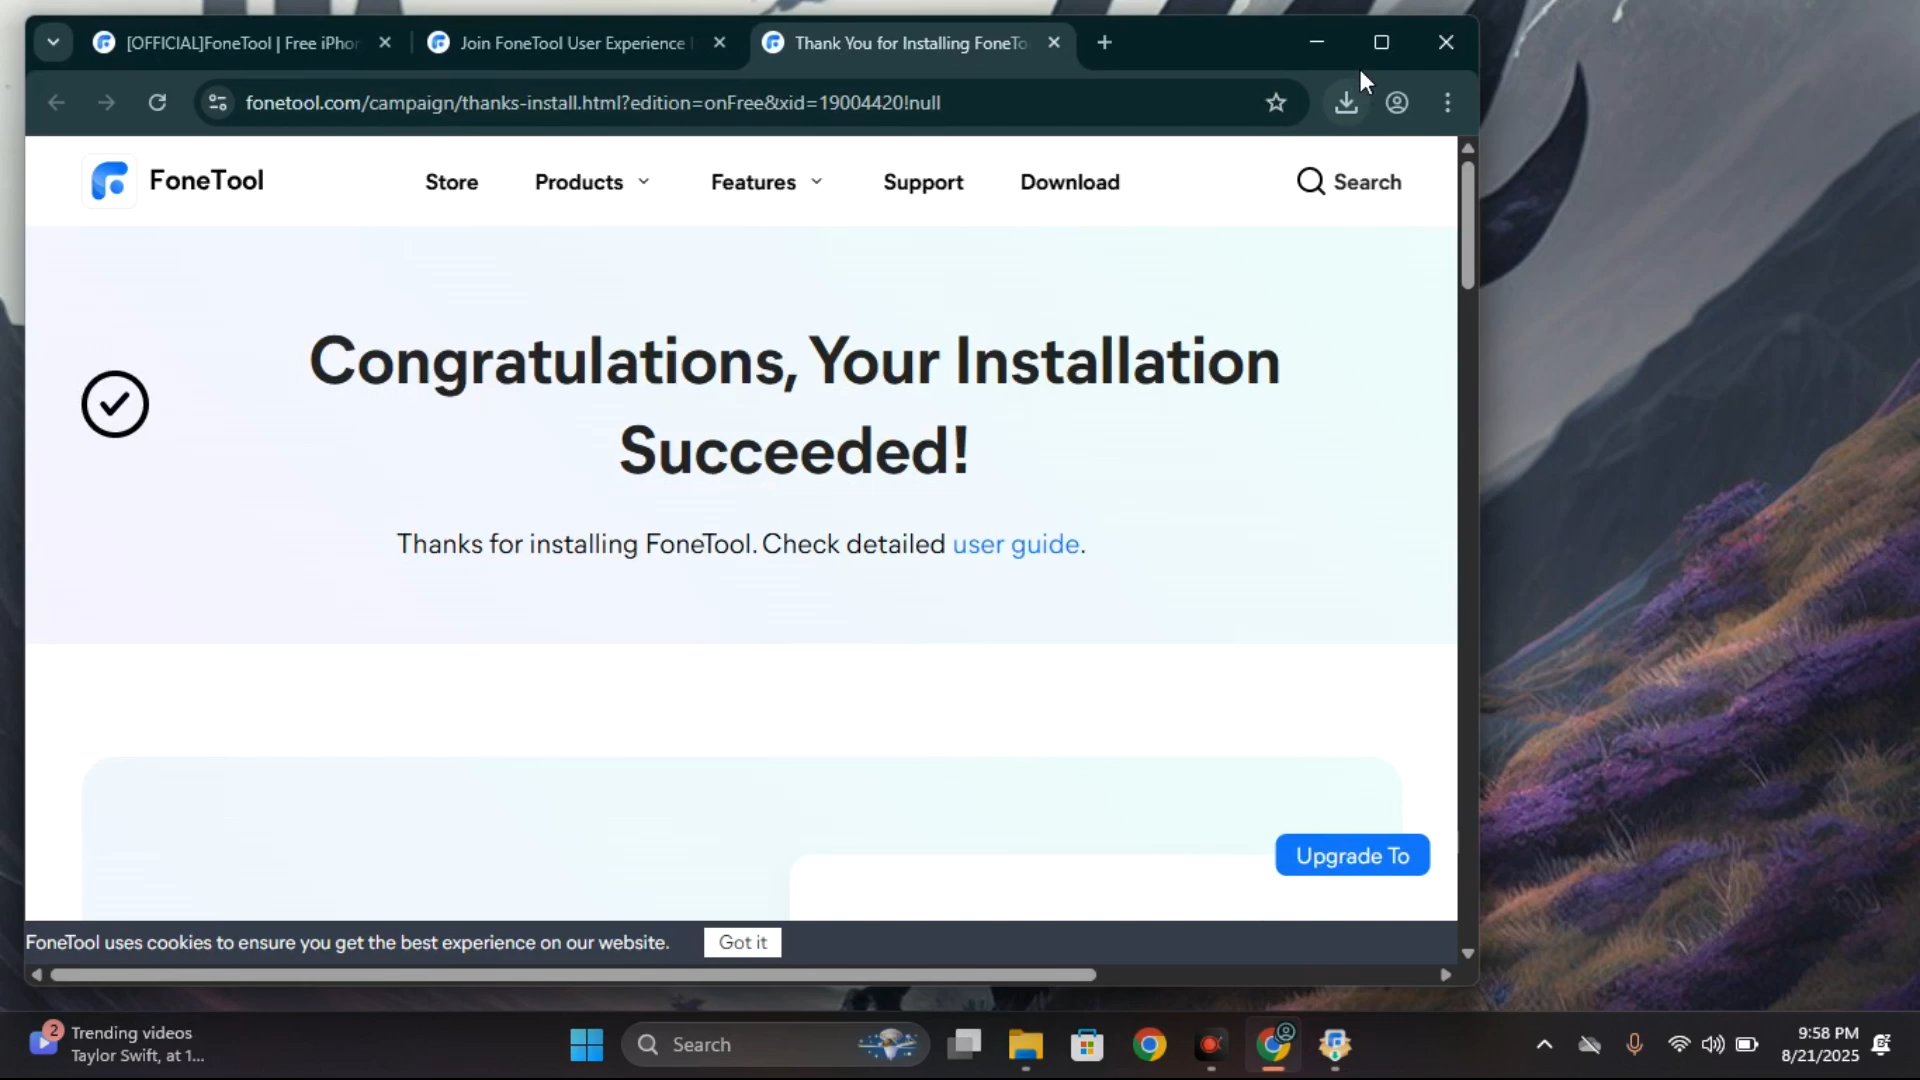 [OFFICIAL]FoneTool | Free iPhon
Join FoneTool User Experience
Thank You for Installing FoneTo
fonetool.com/campaign/thanks-install.html?edition=onFree&xid=19004420!null
FoneTool
Store
Products
Features
Support
Download
Search
Congratulations, Your Installation
Succeeded!
Thanks for installing FoneTool. Check detailed user guide.
Upgrade To
FoneTool uses cookies to ensure you get the best experience on our website.
Got it
2
Trending videos
Taylor Swift, at 1...
Search
9:58 PM
8/21/2025